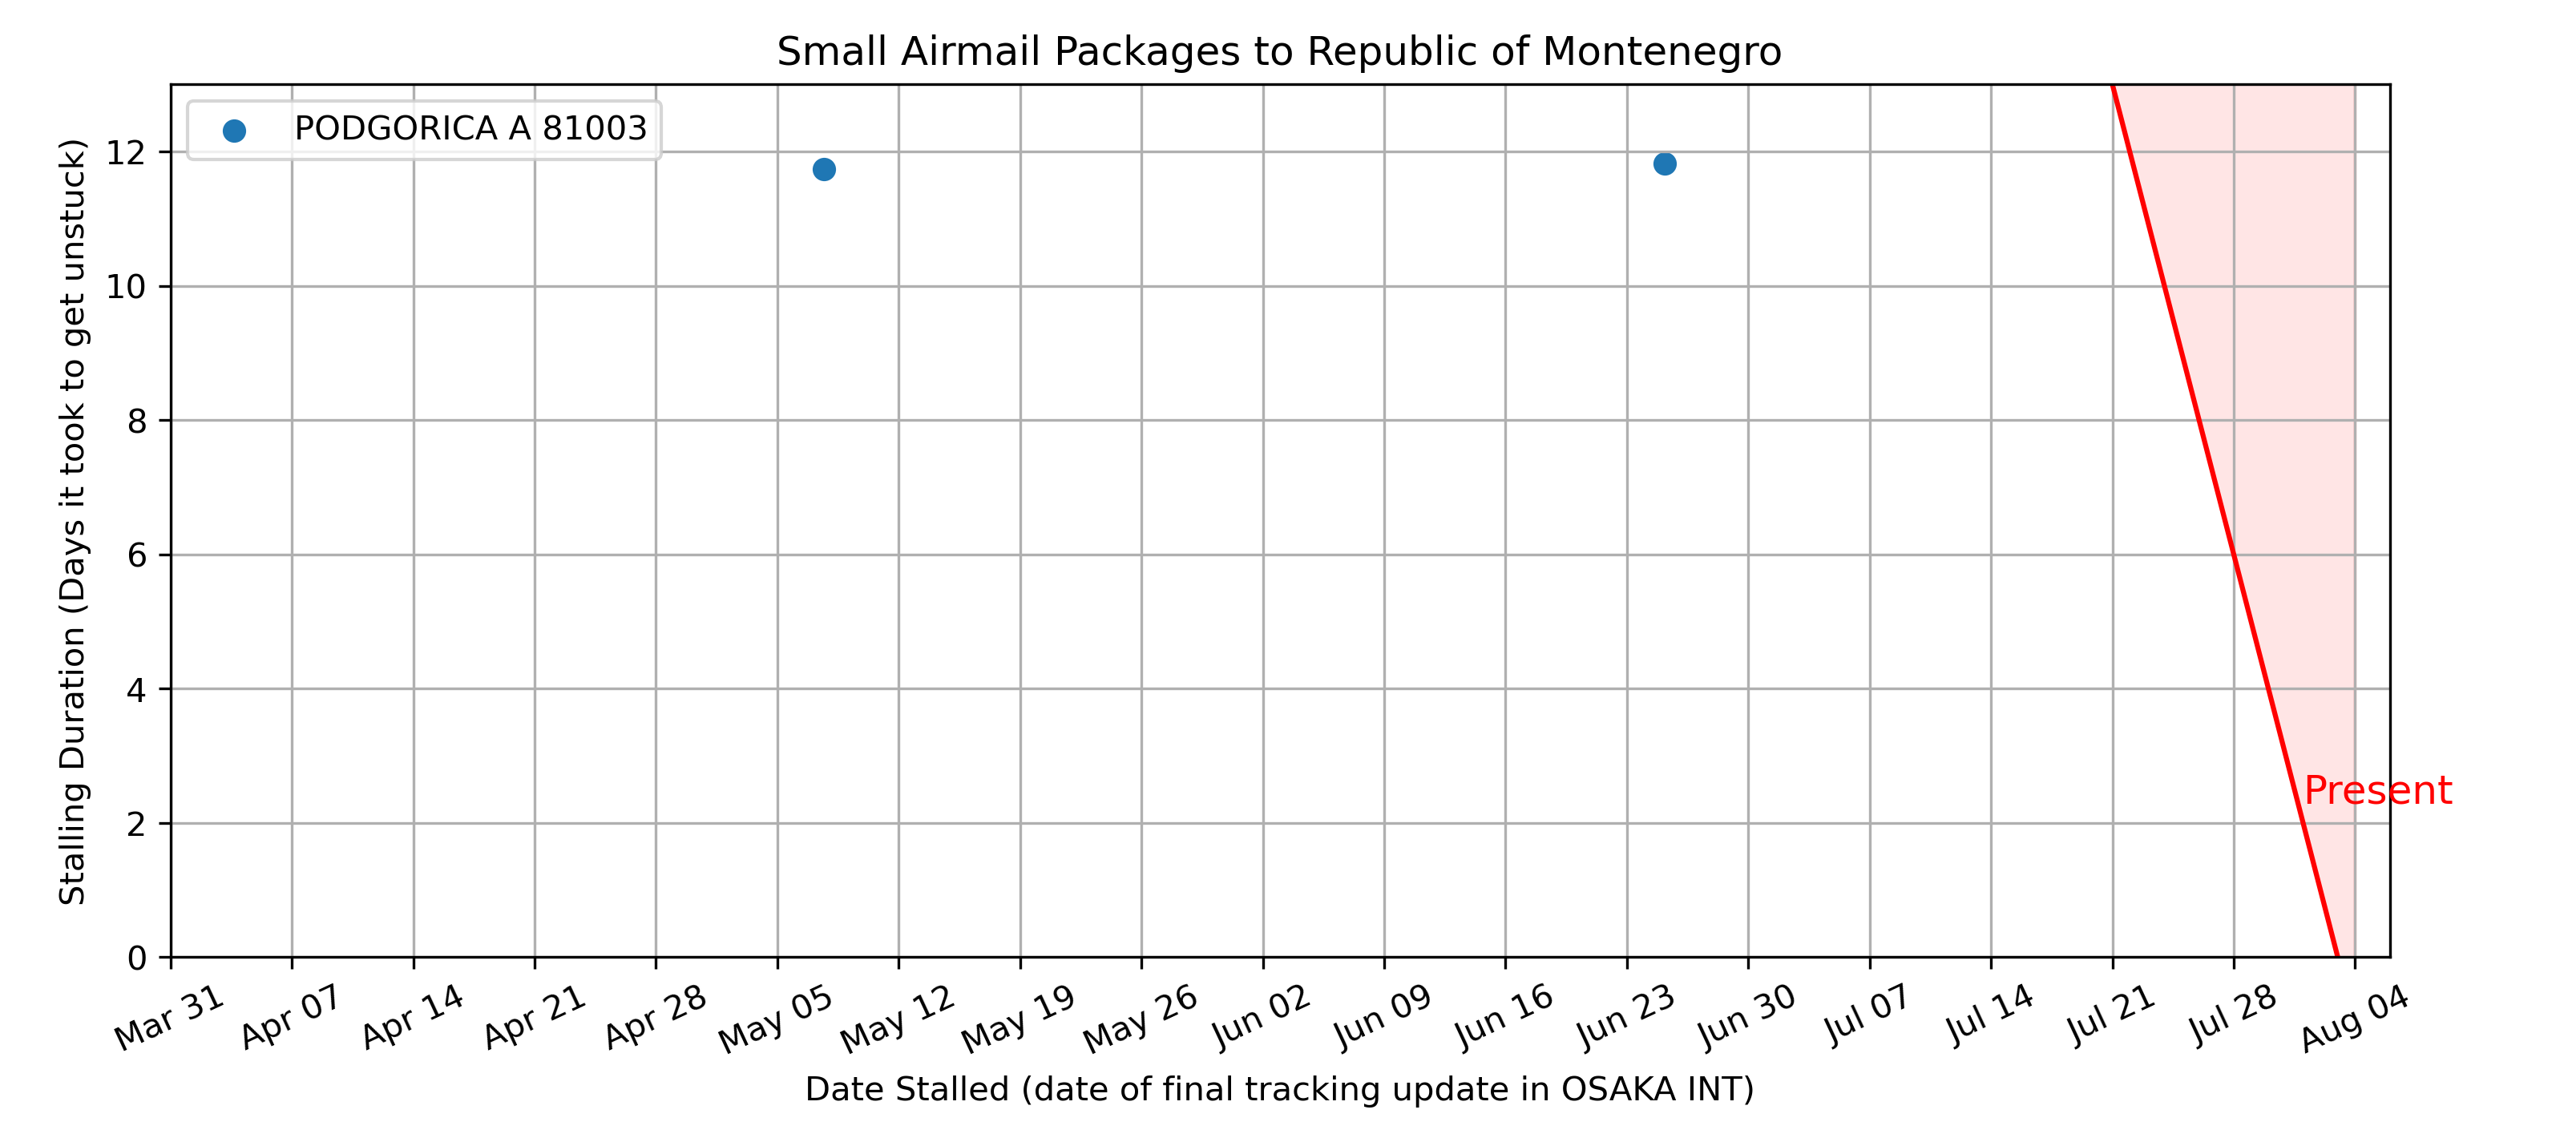 Small Airmail Packages to Republic of Montenegro
PODGORICA A 81003
Stalling Duration (Days it took to get unstuck)
12
10
8
6
4
2
0
Present
Mar 31
Apr 07
Apr 14
Apr 21
Apr 28
May 05
May 12
May 19
May 26
Jun 02
Jun 09
Jun 16
Jun 23
Jun 30
Jul 07
Jul 14
Jul 21
Jul 28
Aug 04
Date Stalled (date of final tracking update in OSAKA INT)